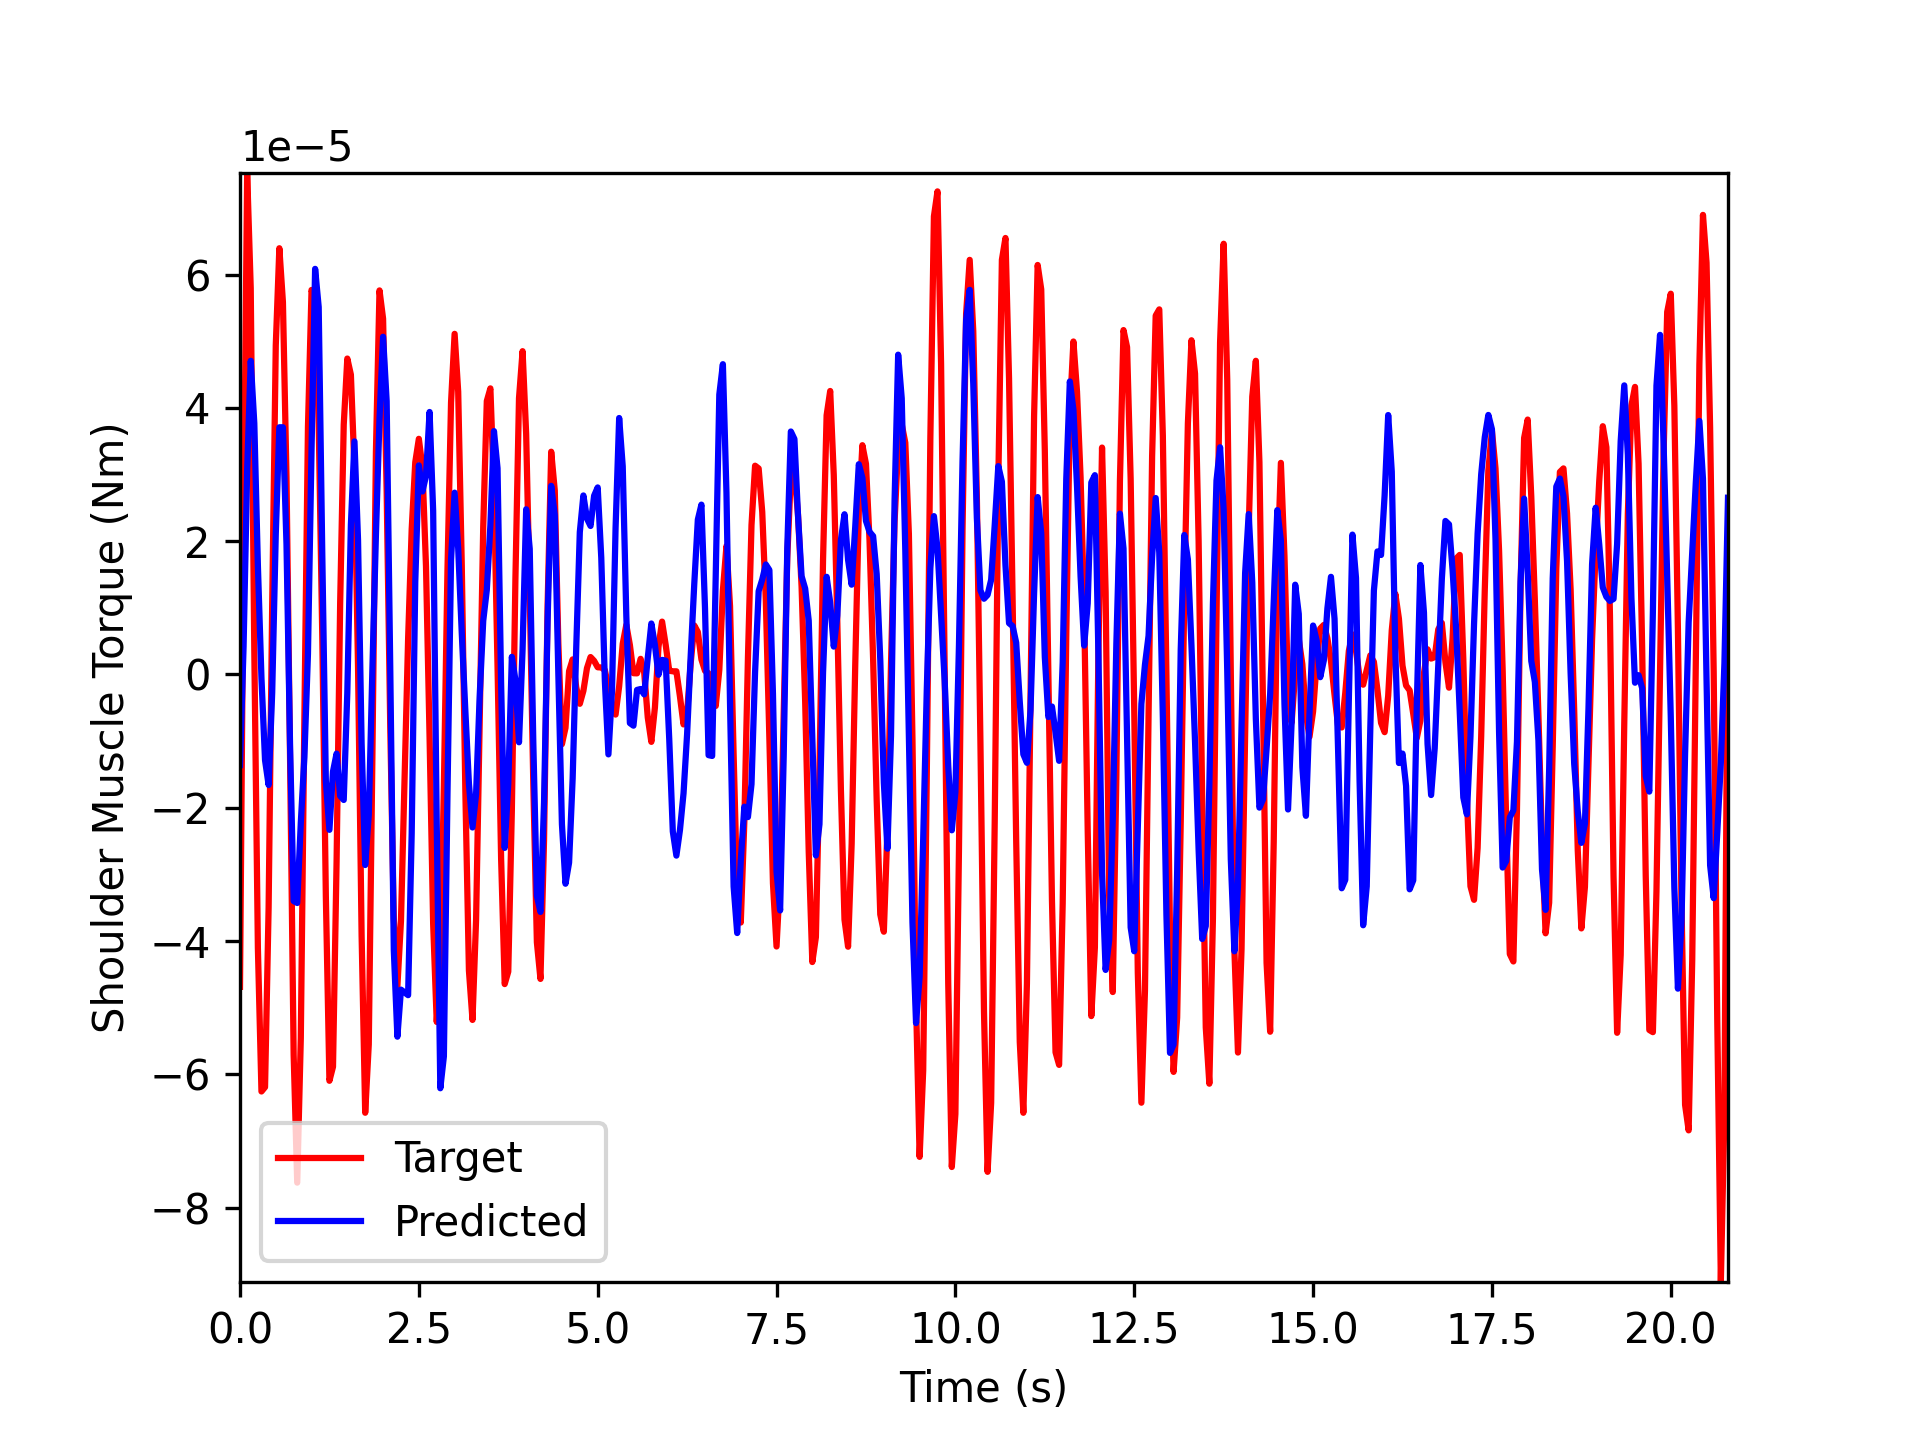 1e−5
Shoulder Muscle Torque (Nm)
6
4
2
0
−2
−4
−6
−8
Target
Predicted
0.0 2.5 5.0 7.5 10.0 12.5 15.0 17.5 20.0
Time (s)